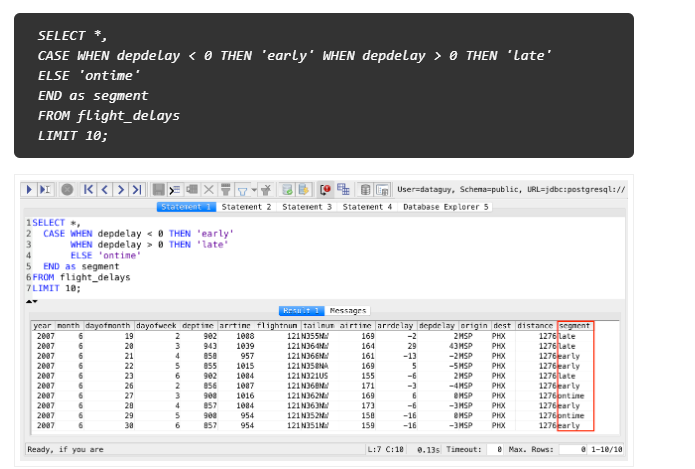 SELECT *,
CASE WHEN depdelay < 0 THEN 'early' WHEN depdelay > 0 THEN 'late'
ELSE 'ontime'
END as segment
FROM flight_delays
LIMIT 10;
User=dataguy, Schema=public, URL=jdbc:postgresql://
Statement 1 Statement 2 Statement 3 Statement 4 Database Explorer 5
1 SELECT *,
2 CASE WHEN depdelay < 0 THEN 'early'
3 WHEN depdelay > 0 THEN 'late'
4 ELSE 'ontime'
5 END as segment
6 FROM flight_delays
7 LIMIT 10;
Result 1 Messages
year month dayofmonth dayofweek deptime arrtime flightnum tailnum airtime arrdelay depdelay origin dest distance segment
2007 6 19 2 902 1008 121 N355NW 169 -2 2 MSP PHX 1276 late
2007 6 20 3 943 1039 121 N364NW 164 29 43 MSP PHX 1276 late
2007 6 21 4 858 957 121 N366NW 161 -13 -2 MSP PHX 1276 early
2007 6 22 5 855 1015 121 N358NA 169 5 -5 MSP PHX 1276 early
2007 6 23 6 902 1004 121 N321US 155 -6 2 MSP PHX 1276 late
2007 6 26 2 856 1007 121 N368NW 171 -3 -4 MSP PHX 1276 early
2007 6 27 3 900 1016 121 N362NW 169 6 0 MSP PHX 1276 ontime
2007 6 28 4 857 1004 121 N363NW 173 -6 -3 MSP PHX 1276 early
2007 6 29 5 900 954 121 N352NW 158 -16 0 MSP PHX 1276 ontime
2007 6 30 6 857 954 121 N351NW 159 -16 -3 MSP PHX 1276 early
Ready, if you are L:7 C:10 0.13s Timeout: 0 Max. Rows: 0 1-10/10